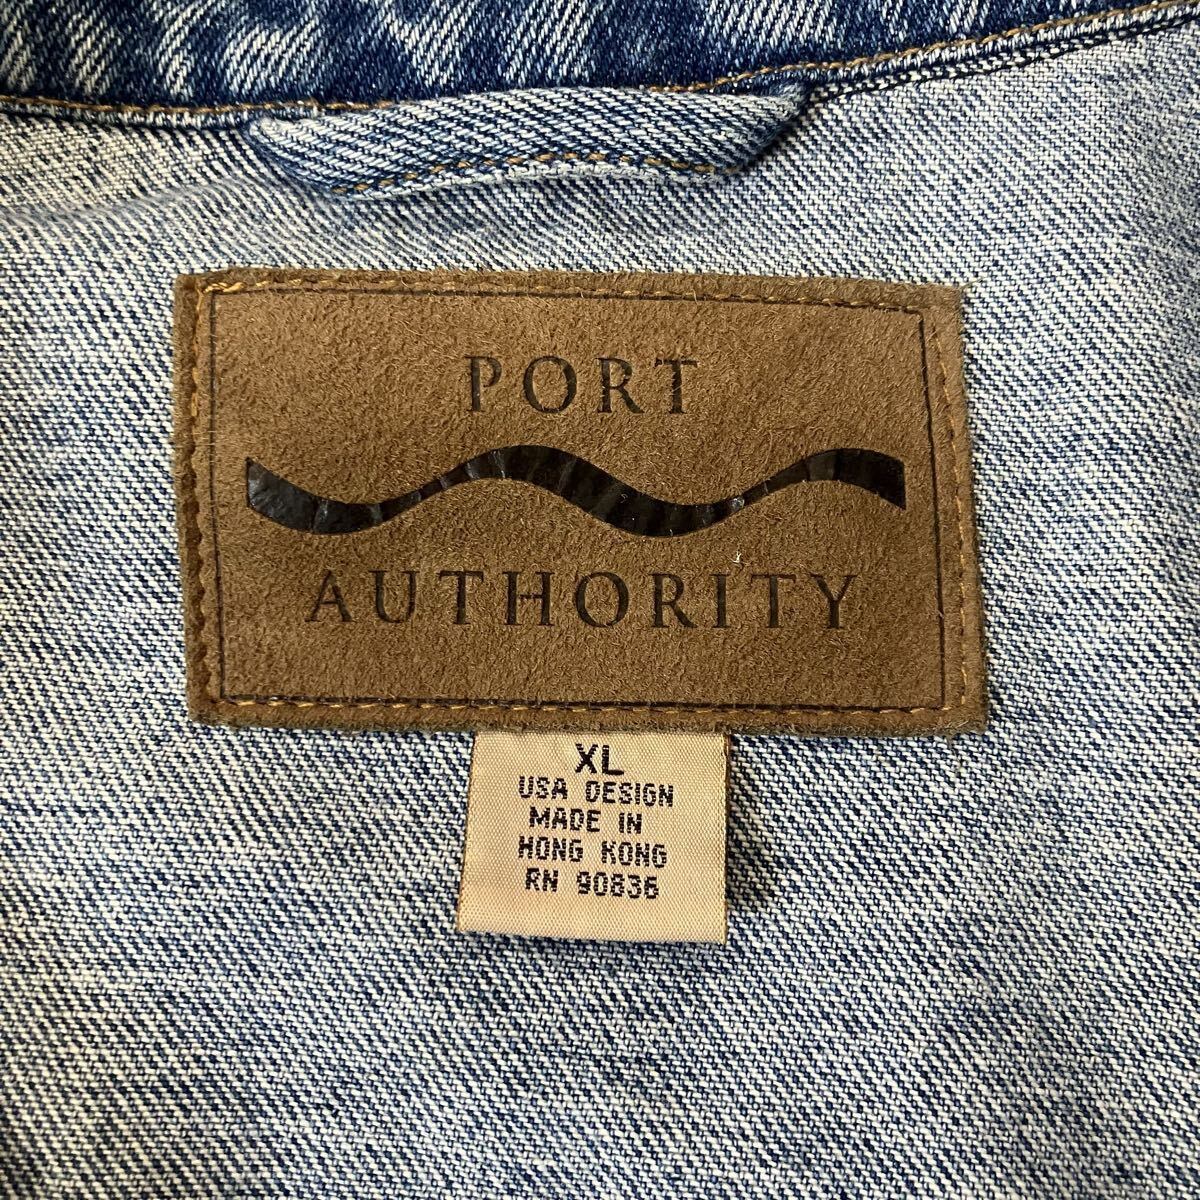 PORT
AUTHORITY
XL
USA DESIGN
MADE IN
HONG KONG
RN 90836